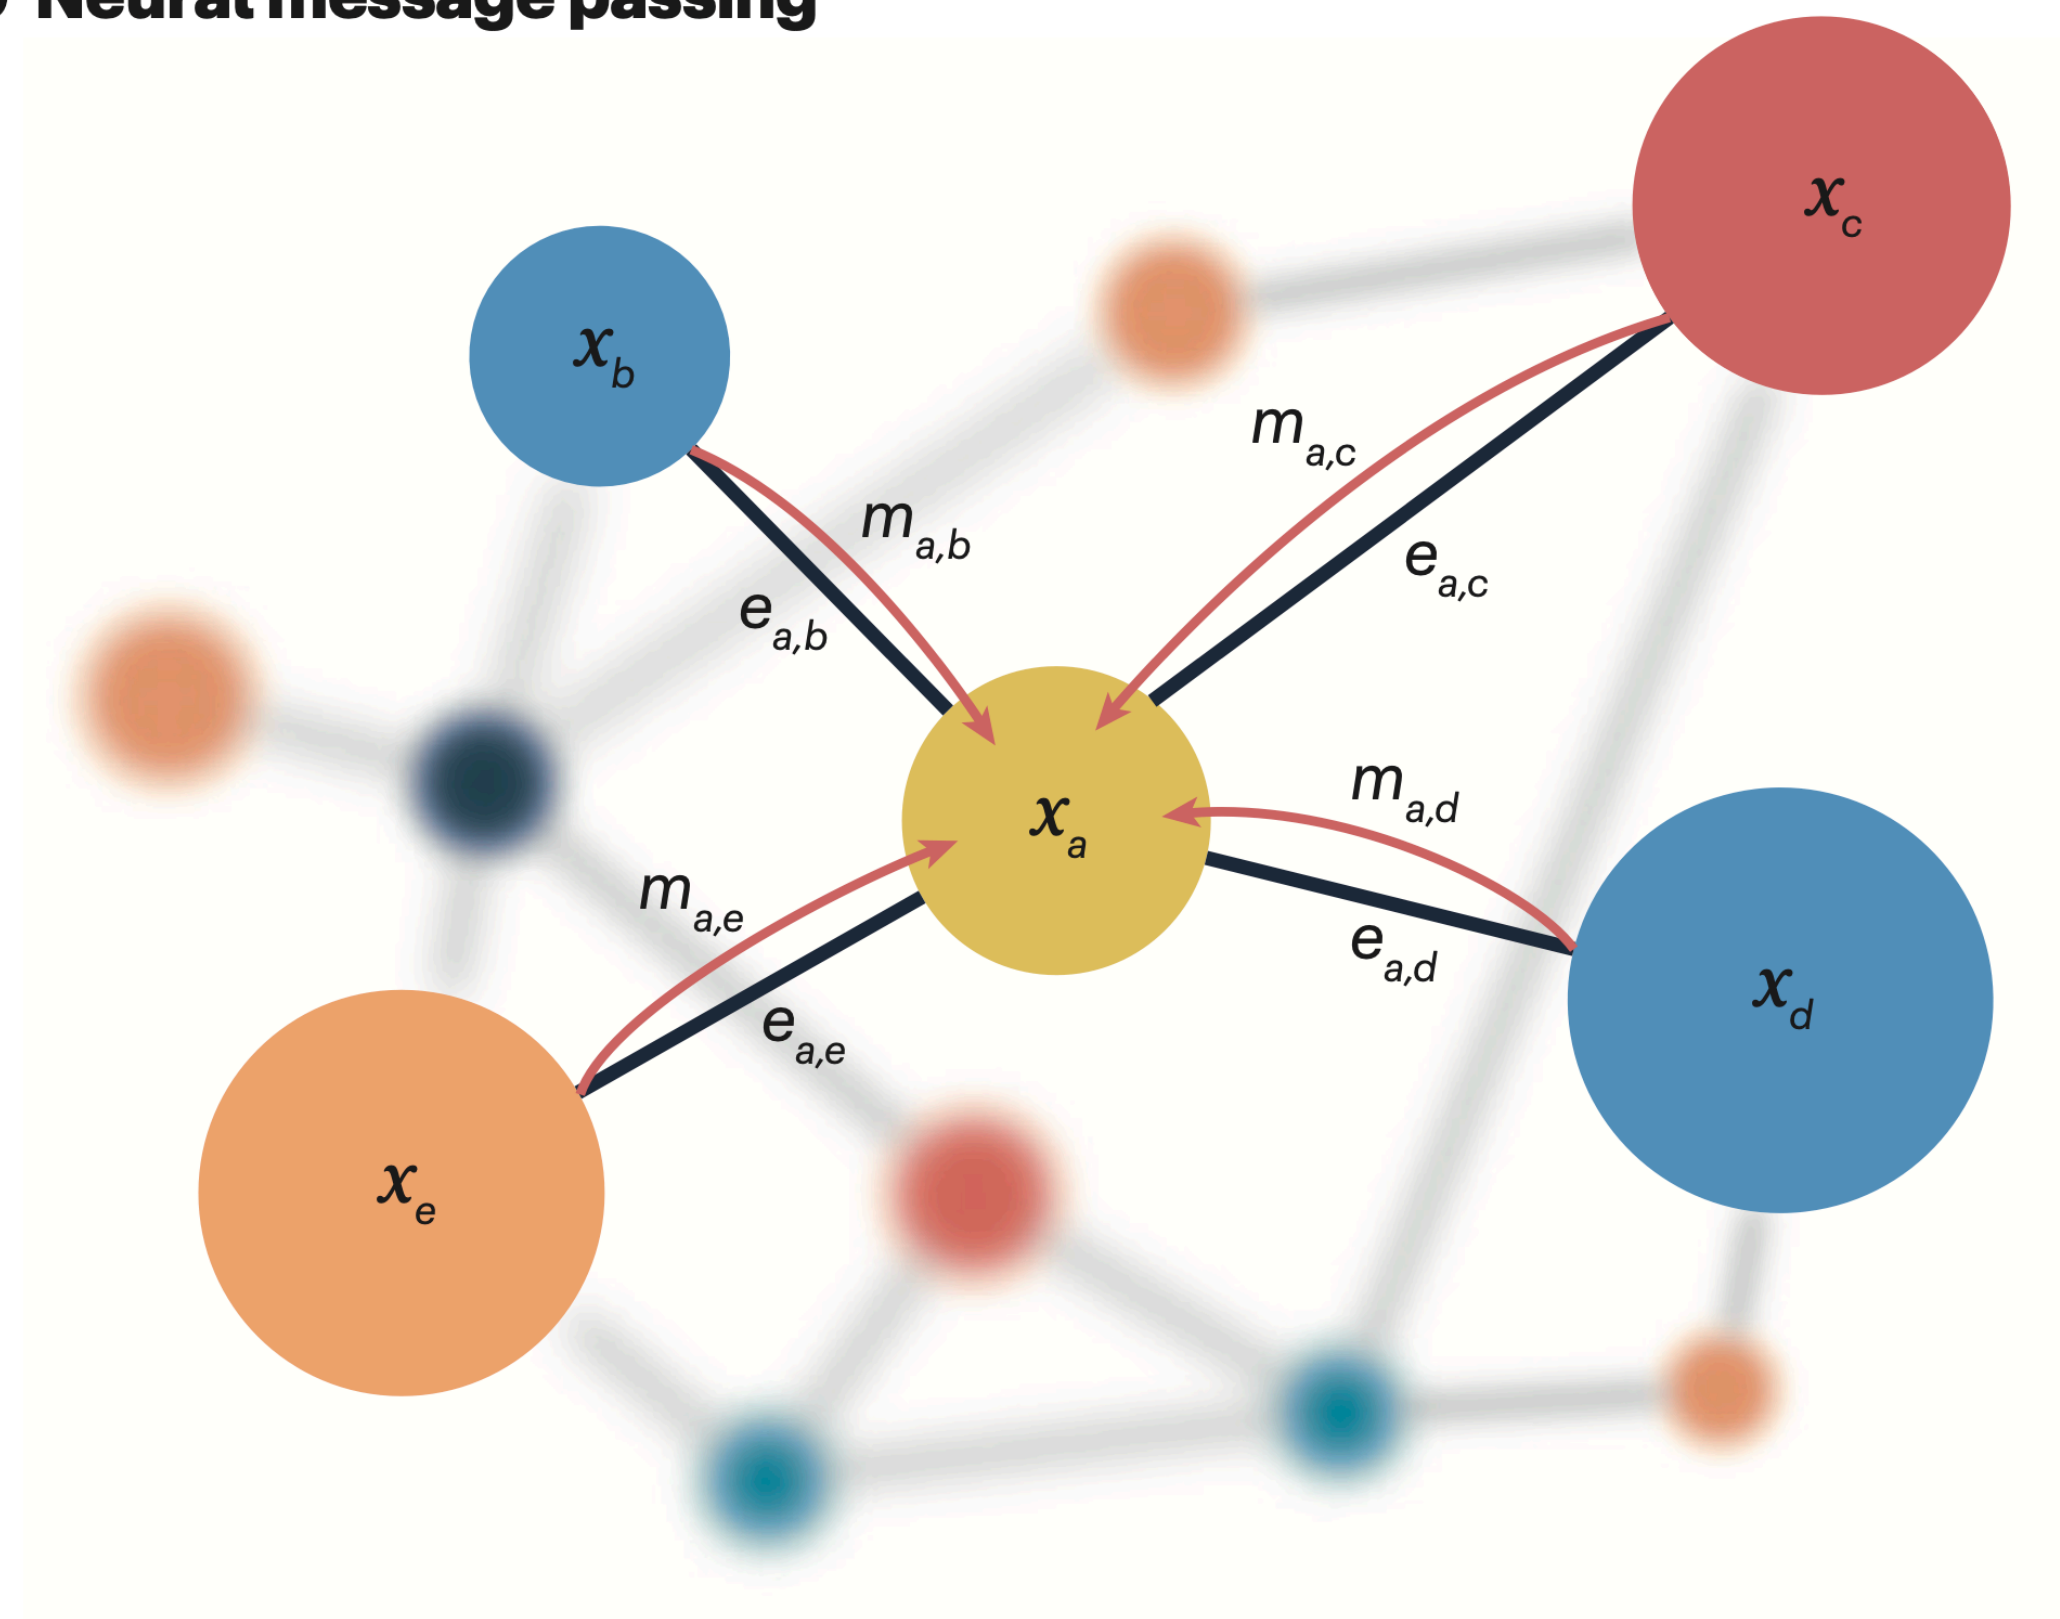 Neural message passing
x_c
x_b
m_a,c
m_a,b
e_a,c
e_a,b
m_a,d
x_a
m_a,e
e_a,d
x_d
e_a,e
x_e